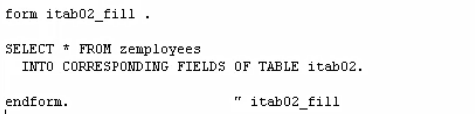 form itab02_fill .
SELECT * FROM zemployees
INTO CORRESPONDING FIELDS OF TABLE itab02.
endform. " itab02_fill